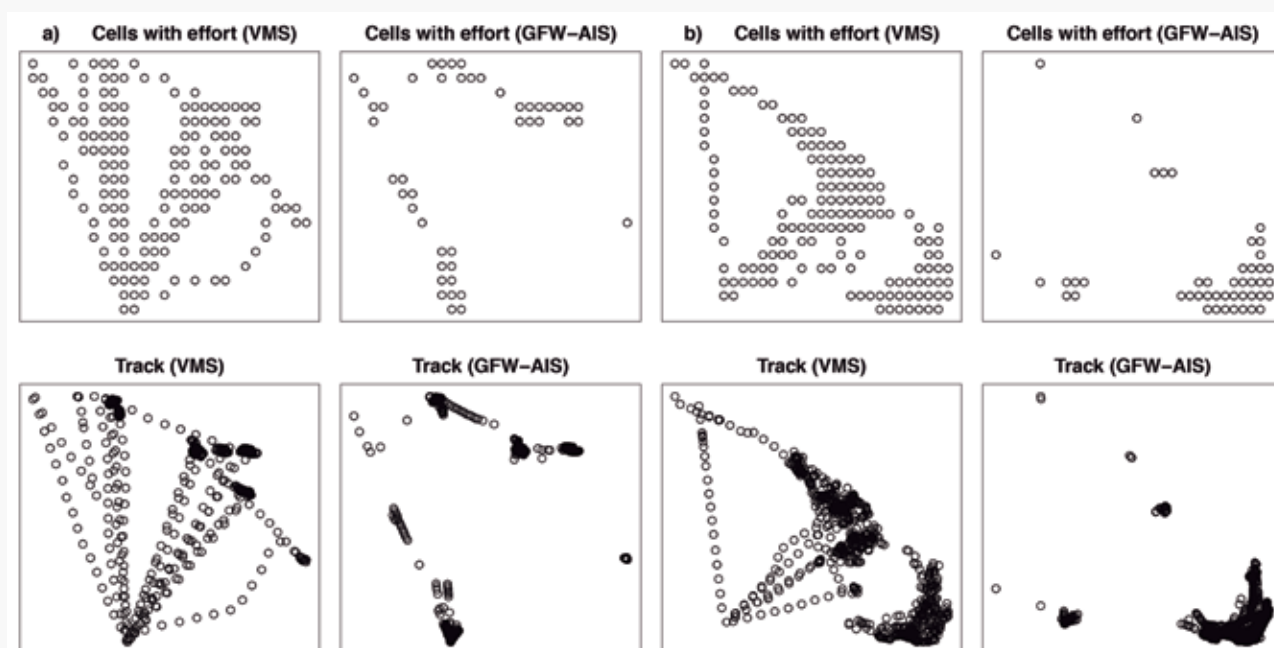 a) Cells with effort (VMS) Cells with effort (GFW−AIS) b) Cells with effort (VMS) Cells with effort (GFW−AIS)
Track (VMS) Track (GFW−AIS) Track (VMS) Track (GFW−AIS)